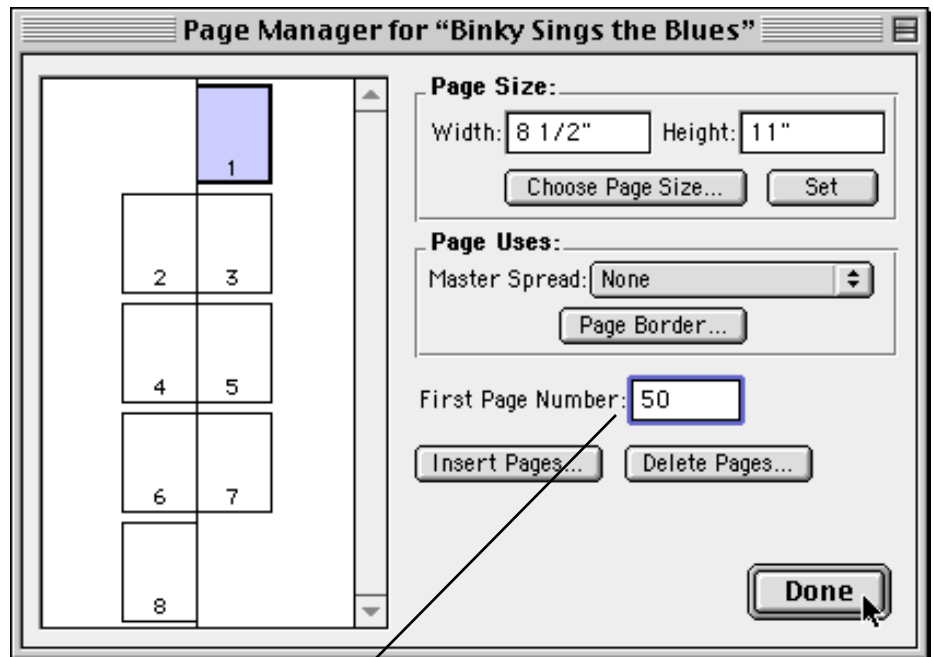 Page Manager for “Binky Sings the Blues”
1
2 3
4 5
6 7
8
Page Size:
Width: 8 1/2" Height: 11"
Choose Page Size... Set
Page Uses:
Master Spread: None
Page Border...
First Page Number: 50
Insert Pages... Delete Pages...
Done